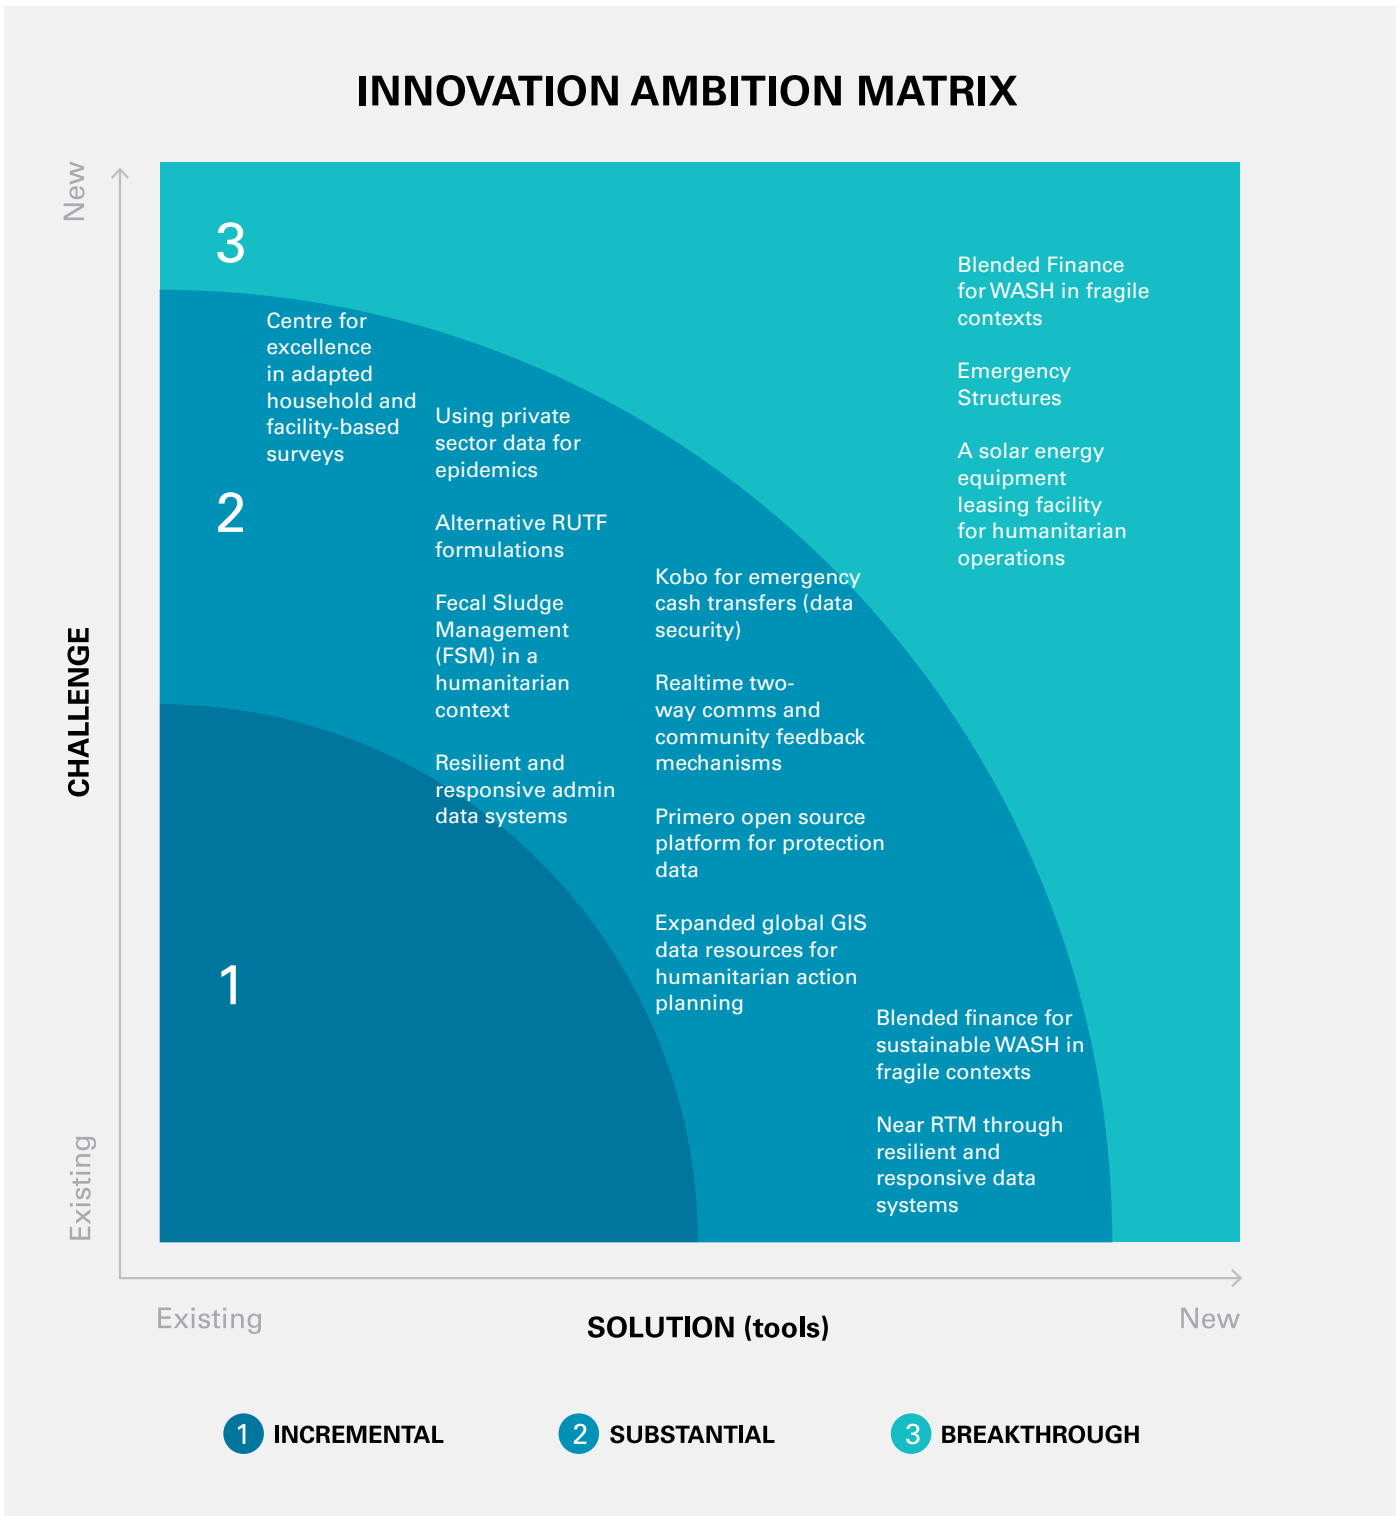 INNOVATION AMBITION MATRIX
New
3
Blended Finance
for WASH in fragile
contexts
Emergency
Structures
A solar energy
equipment
leasing facility
for humanitarian
operations
Centre for
excellence
in adapted
household and
facility-based
surveys
2
Using private
sector data for
epidemics
Alternative RUTF
formulations
Fecal Sludge
Management
(FSM) in a
humanitarian
context
Resilient and
responsive admin
data systems
Kobo for emergency
cash transfers (data
security)
Realtime two-
way comms and
community feedback
mechanisms
Primero open source
platform for protection
data
Expanded global GIS
data resources for
humanitarian action
planning
Blended finance for
sustainable WASH in
fragile contexts
Near RTM through
resilient and
responsive data
systems
1
CHALLENGE
Existing
Existing
SOLUTION (tools)
New
1 INCREMENTAL
2 SUBSTANTIAL
3 BREAKTHROUGH